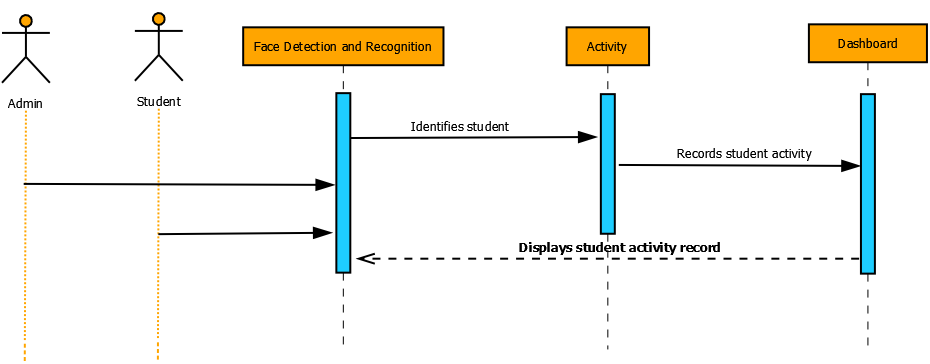 Face Detection and Recognition
Activity
Dashboard
Admin
Student
Identifies student
Records student activity
Displays student activity record